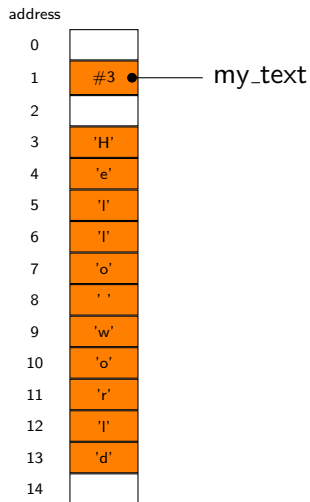 address
0
1 #3 my_text
2
3 'H'
4 'e'
5 'l'
6 'l'
7 'o'
8 ' '
9 'w'
10 'o'
11 'r'
12 'l'
13 'd'
14